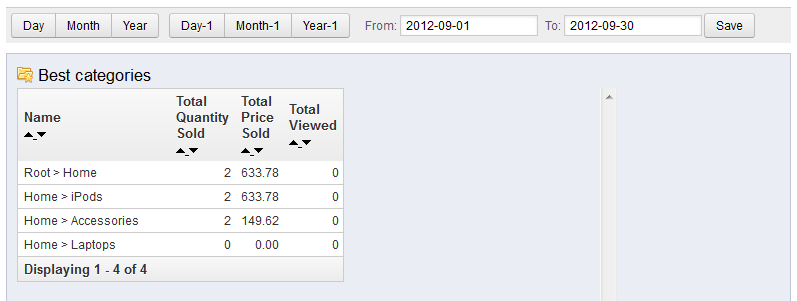 Day Month Year Day-1 Month-1 Year-1 From: 2012-09-01 To: 2012-09-30 Save
Best categories
Name Total Quantity Sold Total Price Sold Total Viewed
Root > Home 2 633.78 0
Home > iPods 2 633.78 0
Home > Accessories 2 149.62 0
Home > Laptops 0 0.00 0
Displaying 1 - 4 of 4